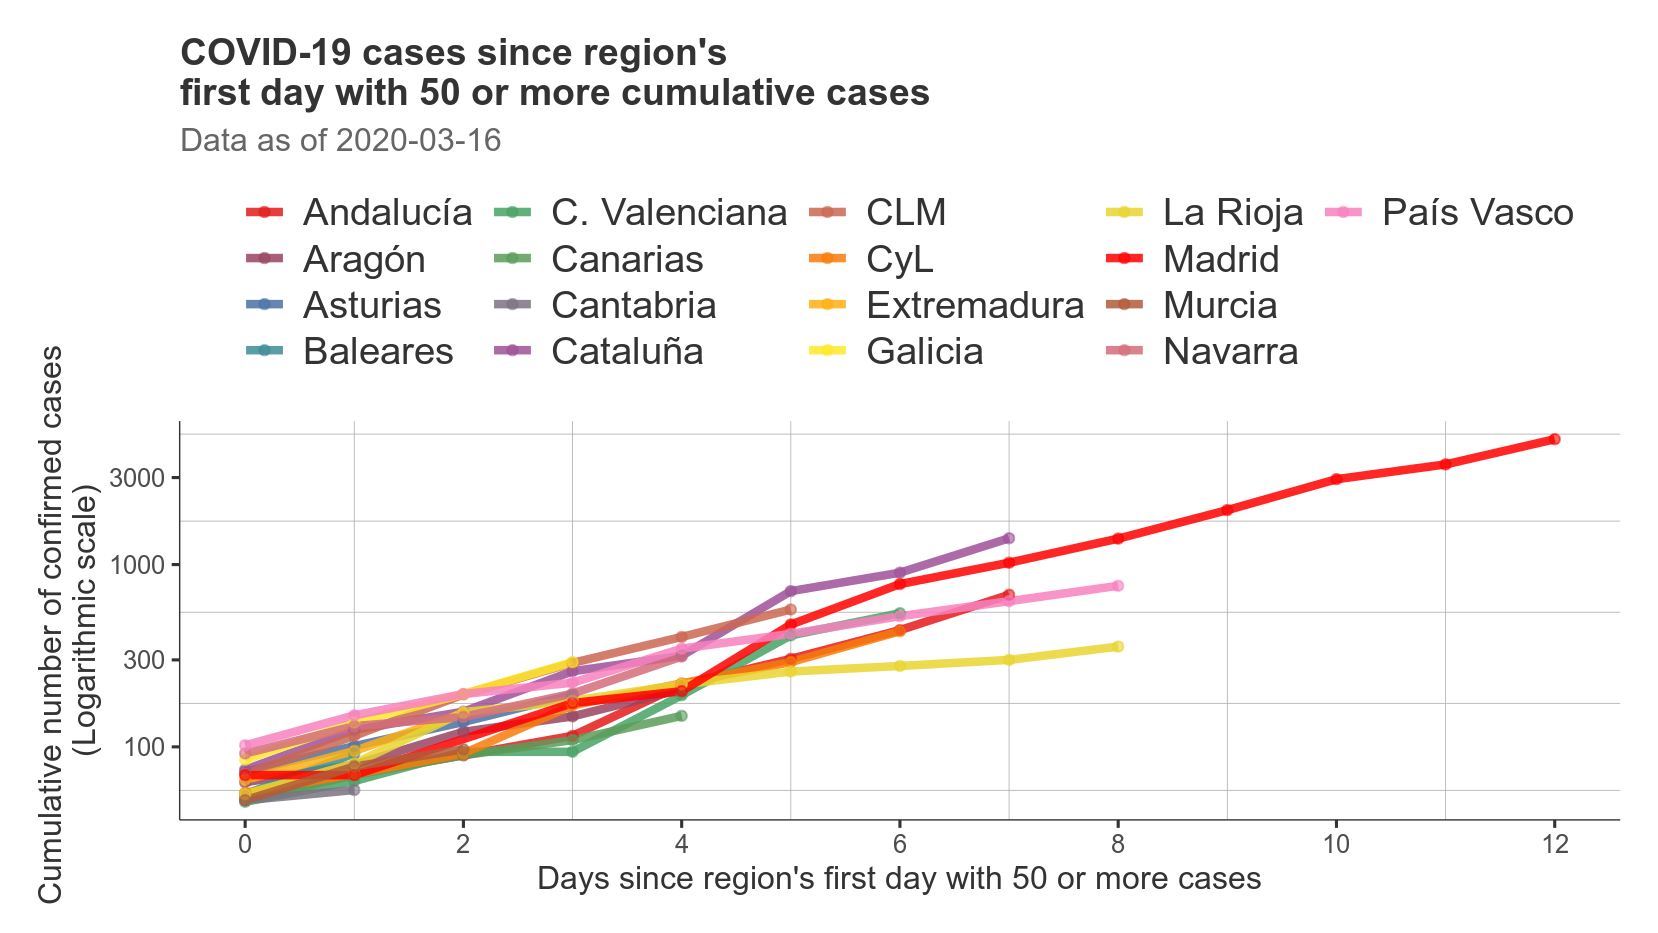 COVID-19 cases since region's
first day with 50 or more cumulative cases
Data as of 2020-03-16
Andalucía C. Valenciana CLM La Rioja País Vasco
Aragón Canarias CyL Madrid
Asturias Cantabria Extremadura Murcia
Baleares Cataluña Galicia Navarra
Cumulative number of confirmed cases
(Logarithmic scale)
3000
1000
300
100
0 2 4 6 8 10 12
Days since region's first day with 50 or more cases